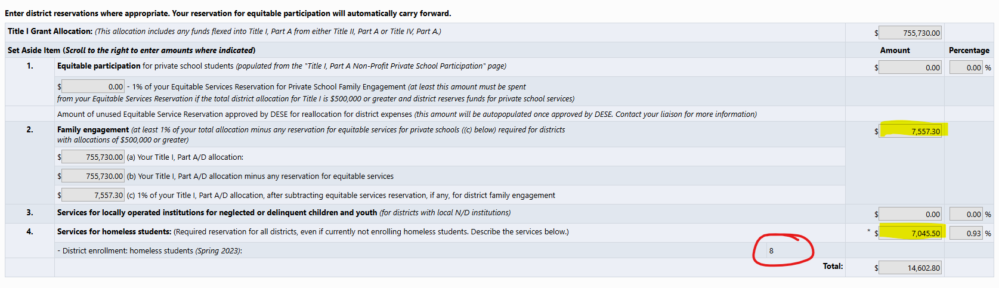 Enter district reservations where appropriate. Your reservation for equitable participation will automatically carry forward.
Title I Grant Allocation: (This allocation includes any funds flexed into Title I, Part A from either Title II, Part A or Title IV, Part A.) $ 755,730.00
Set Aside Item (Scroll to the right to enter amounts where indicated) Amount Percentage
1. Equitable participation for private school students (populated from the "Title I, Part A Non-Profit Private School Participation" page) $ 0.00 0.00 %
$ 0.00 - 1% of your Equitable Services Reservation for Private School Family Engagement (at least this amount must be spent
from your Equitable Services Reservation if the total district allocation for Title I is $500,000 or greater and district reserves funds for private school services)
Amount of unused Equitable Service Reservation approved by DESE for reallocation for district expenses (this amount will be autopopulated once approved by DESE. Contact your liaison for more information)
2. Family engagement (at least 1% of your total allocation minus any reservation for equitable services for private schools ((c) below) required for districts $ 7,557.30
with allocations of $500,000 or greater)
$ 755,730.00 (a) Your Title I, Part A/D allocation:
$ 755,730.00 (b) Your Title I, Part A/D allocation minus any reservation for equitable services
$ 7,557.30 (c) 1% of your Title I, Part A/D allocation, after subtracting equitable services reservation, if any, for district family engagement
3. Services for locally operated institutions for neglected or delinquent children and youth (for districts with local N/D institutions) $ 0.00 0.00 %
4. Services for homeless students: (Required reservation for all districts, even if currently not enrolling homeless students. Describe the services below.) * $ 7,045.50 0.93 %
- District enrollment: homeless students (Spring 2023): 8
Total: $ 14,602.80